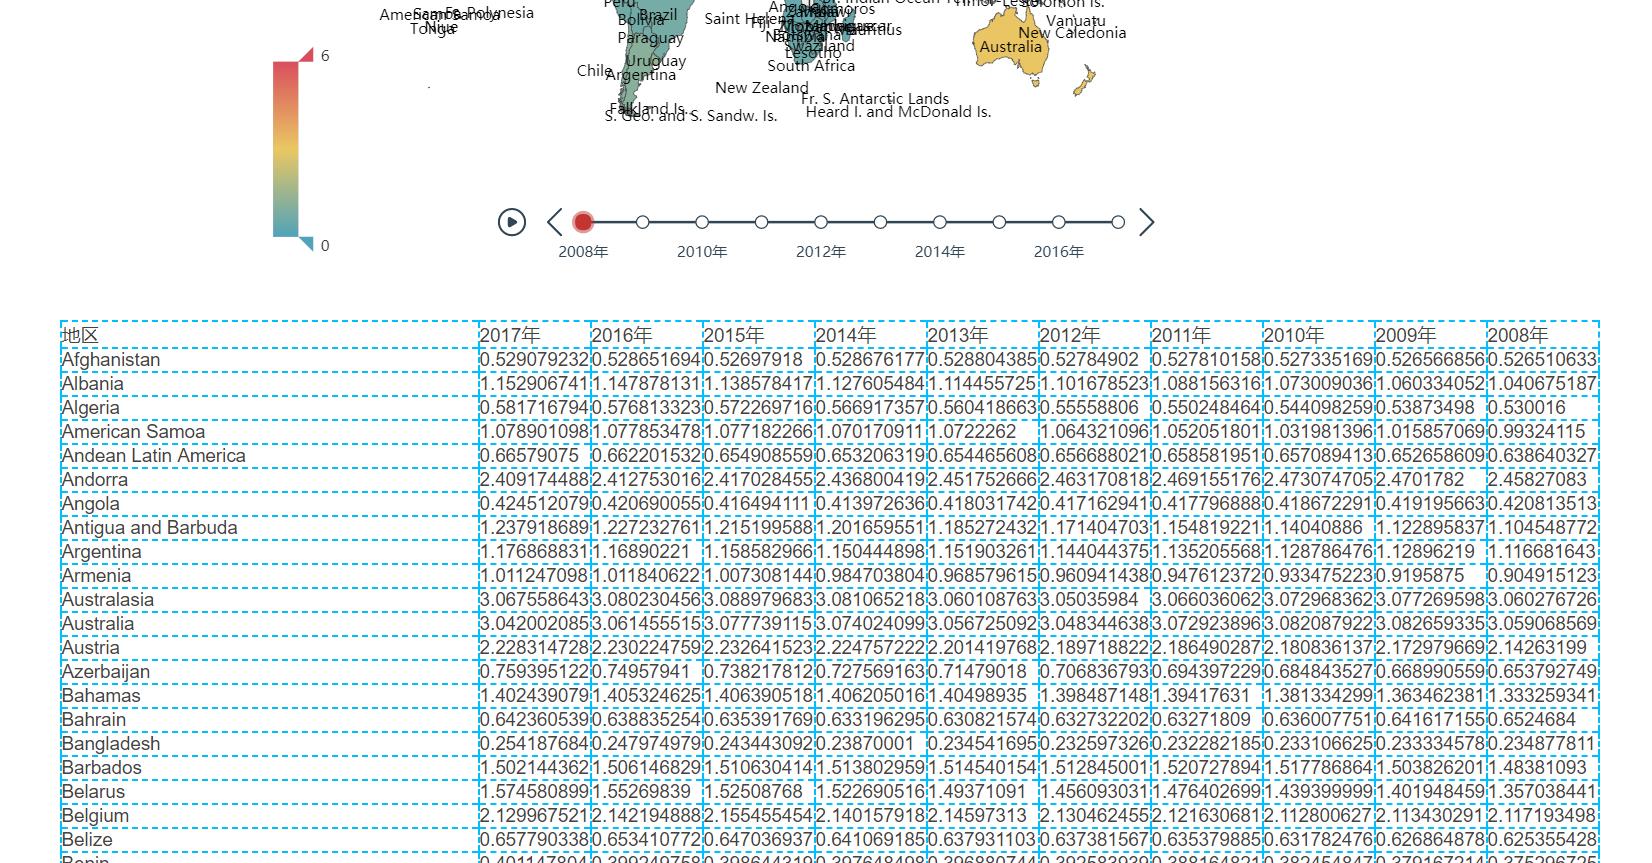 Peru
Brazil
Bolivia
Paraguay
Uruguay
Chile
Argentina
Falkland Is.
S. Geo. and S. Sandw. Is.
American Samoa
Samoa
Fr. Polynesia
Niue
Tonga
Saint Helena
Angola
Comoros
Malawi
Madagascar
Mauritius
Botswana
Namibia
Swaziland
Lesotho
South Africa
New Zealand
Fr. S. Antarctic Lands
Heard I. and McDonald Is.
Timor-Leste
Solomon Is.
Vanuatu
New Caledonia
Australia
6
0
2008年 2010年 2012年 2014年 2016年
地区 2017年 2016年 2015年 2014年 2013年 2012年 2011年 2010年 2009年 2008年
Afghanistan 0.529079232 0.528651694 0.52697918 0.528676177 0.528804385 0.52784902 0.527810158 0.527335169 0.526566856 0.526510633
Albania 1.152906741 1.147878131 1.138578417 1.127605484 1.114455725 1.101678523 1.088156316 1.073009036 1.060334052 1.040675187
Algeria 0.581716794 0.576813323 0.572269716 0.566917357 0.560418663 0.55558806 0.550248464 0.544098259 0.53873498 0.530016
American Samoa 1.078901098 1.077853478 1.077182266 1.070170911 1.0722262 1.064321096 1.052051801 1.031981396 1.015857069 0.99324115
Andean Latin America 0.66579075 0.662201532 0.654908559 0.653206319 0.654465608 0.656688021 0.658581951 0.657089413 0.652658609 0.638640327
Andorra 2.409174488 2.412753016 2.417028455 2.436800419 2.451752666 2.463170818 2.469155176 2.473074705 2.4701782 2.45827083
Angola 0.424512079 0.420690055 0.416494111 0.413972636 0.418031742 0.417162941 0.417796888 0.418672291 0.419195663 0.420813513
Antigua and Barbuda 1.237918689 1.227232761 1.215199588 1.201659551 1.185272432 1.171404703 1.154819221 1.14040886 1.122895837 1.104548772
Argentina 1.176868831 1.16890221 1.158582966 1.150444898 1.151903261 1.144044375 1.135205568 1.128786476 1.12896219 1.116681643
Armenia 1.011247098 1.011840622 1.007308144 0.984703804 0.968579615 0.960941438 0.947612372 0.933475223 0.9195875 0.904915123
Australasia 3.067558643 3.080230456 3.088979683 3.081065218 3.060108763 3.05035984 3.066036062 3.072968362 3.077269598 3.060276726
Australia 3.042002085 3.061455515 3.077739115 3.074024099 3.056725092 3.048344638 3.072923896 3.082087922 3.082659335 3.059068569
Austria 2.228314728 2.230224759 2.232641523 2.224757222 2.201419768 2.189718822 2.186490287 2.180836137 2.172979669 2.14263199
Azerbaijan 0.759395122 0.74957941 0.738217812 0.727569163 0.71479018 0.706836793 0.694397229 0.684843527 0.668990559 0.653792749
Bahamas 1.402439079 1.405324625 1.406390518 1.406205016 1.40498935 1.398487148 1.39417631 1.381334299 1.363462381 1.333259341
Bahrain 0.642360539 0.638835254 0.635391769 0.633196295 0.630821574 0.632732202 0.63271809 0.636007751 0.641617155 0.6524684
Bangladesh 0.254187684 0.247974979 0.243443092 0.23870001 0.234541695 0.232597326 0.232282185 0.233106625 0.233334578 0.234877811
Barbados 1.502144362 1.506146829 1.510630414 1.513802959 1.514540154 1.512845001 1.520727894 1.517786864 1.503826201 1.48381093
Belarus 1.574580899 1.55269839 1.52508768 1.522690516 1.49371091 1.456093031 1.476402699 1.439399999 1.401948459 1.357038441
Belgium 2.129967521 2.142194888 2.155455454 2.140157918 2.14597313 2.130462455 2.121630681 2.112800627 2.113430291 2.117193498
Belize 0.657790338 0.653410772 0.647036937 0.641069185 0.637931103 0.637381567 0.635379885 0.631782476 0.626864878 0.625355428